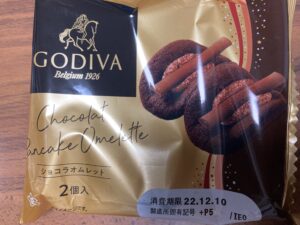 GODIVA
Belgium 1926
Chocolat
Pancake Omelette
ショコラオムレット
2個入
消費期限 22.12.10
製造所固有記号 +P5
/TEO